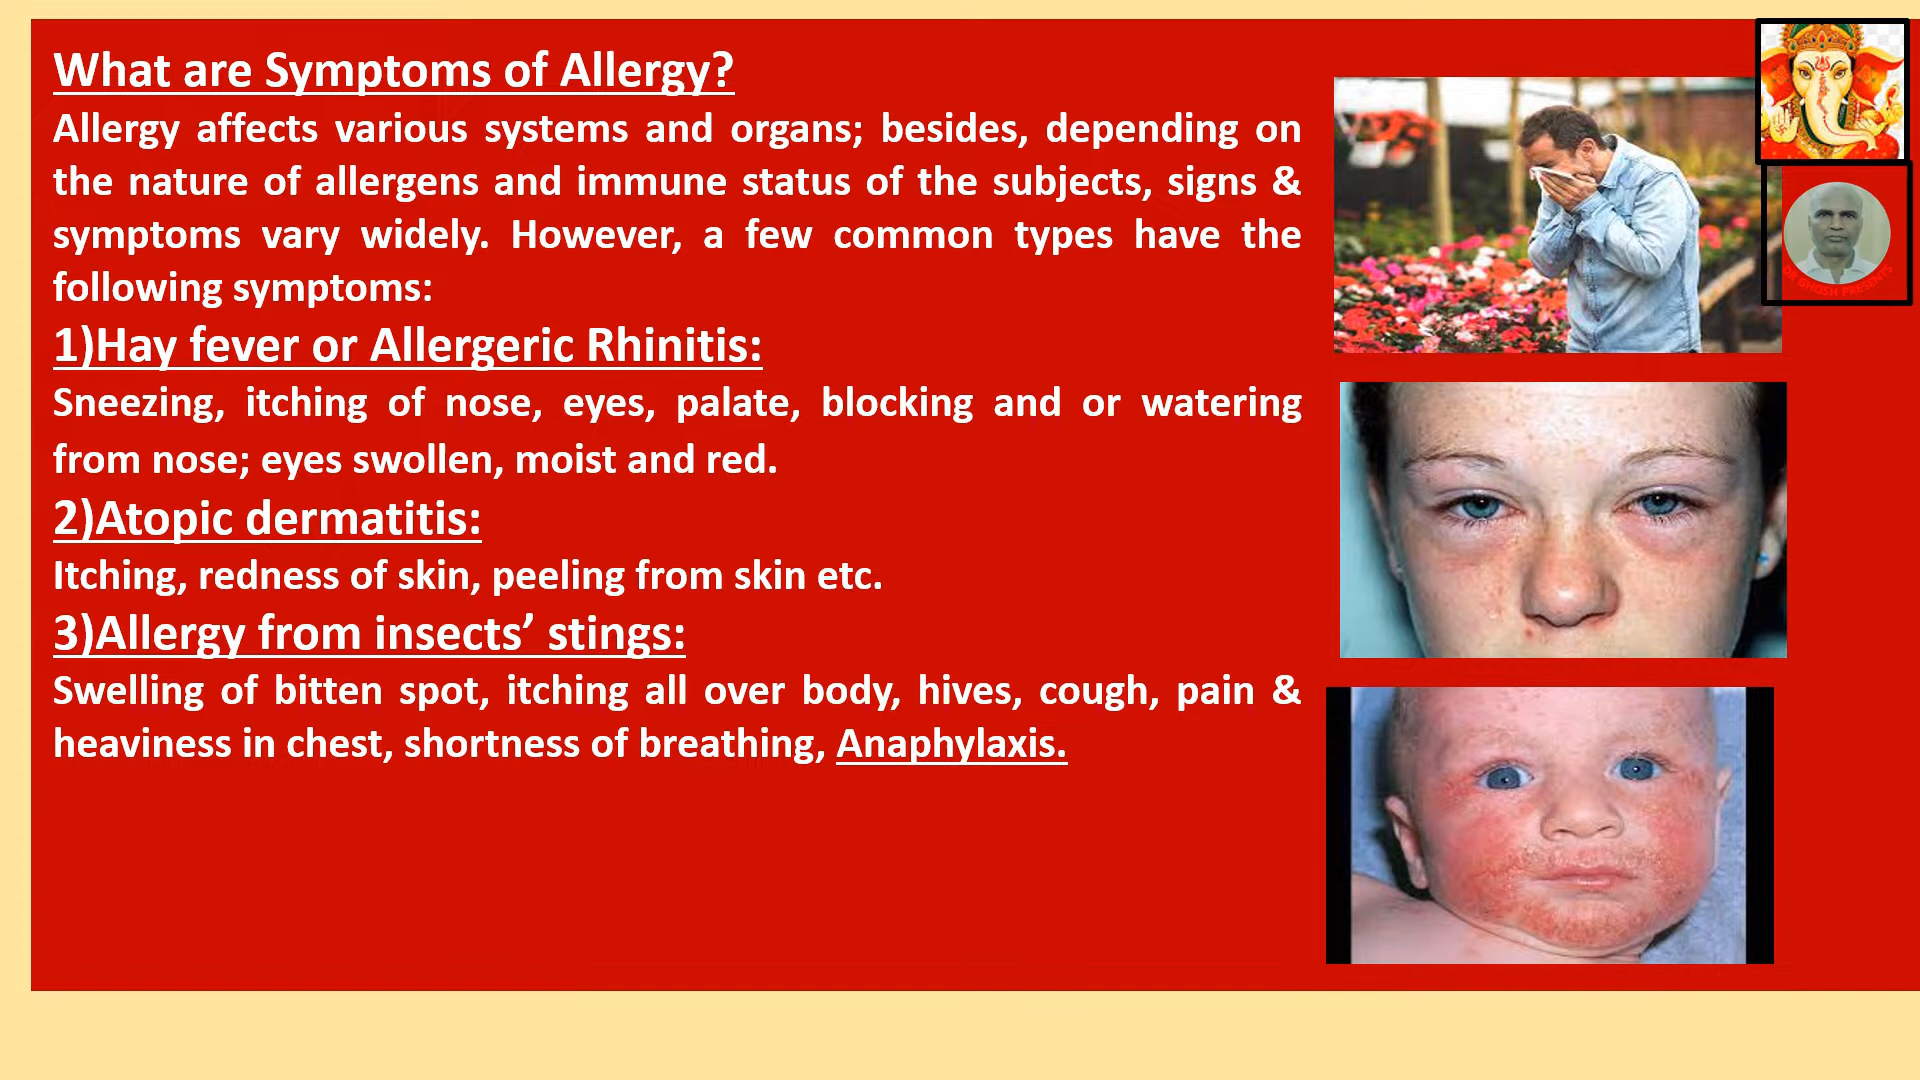 What are Symptoms of Allergy?
Allergy affects various systems and organs; besides, depending on
the nature of allergens and immune status of the subjects, signs &
symptoms vary widely. However, a few common types have the
following symptoms:
1)Hay fever or Allergeric Rhinitis:
Sneezing, itching of nose, eyes, palate, blocking and or watering
from nose; eyes swollen, moist and red.
2)Atopic dermatitis:
Itching, redness of skin, peeling from skin etc.
3)Allergy from insects’ stings:
Swelling of bitten spot, itching all over body, hives, cough, pain &
heaviness in chest, shortness of breathing, Anaphylaxis.
DR GHOSH PRESENTS